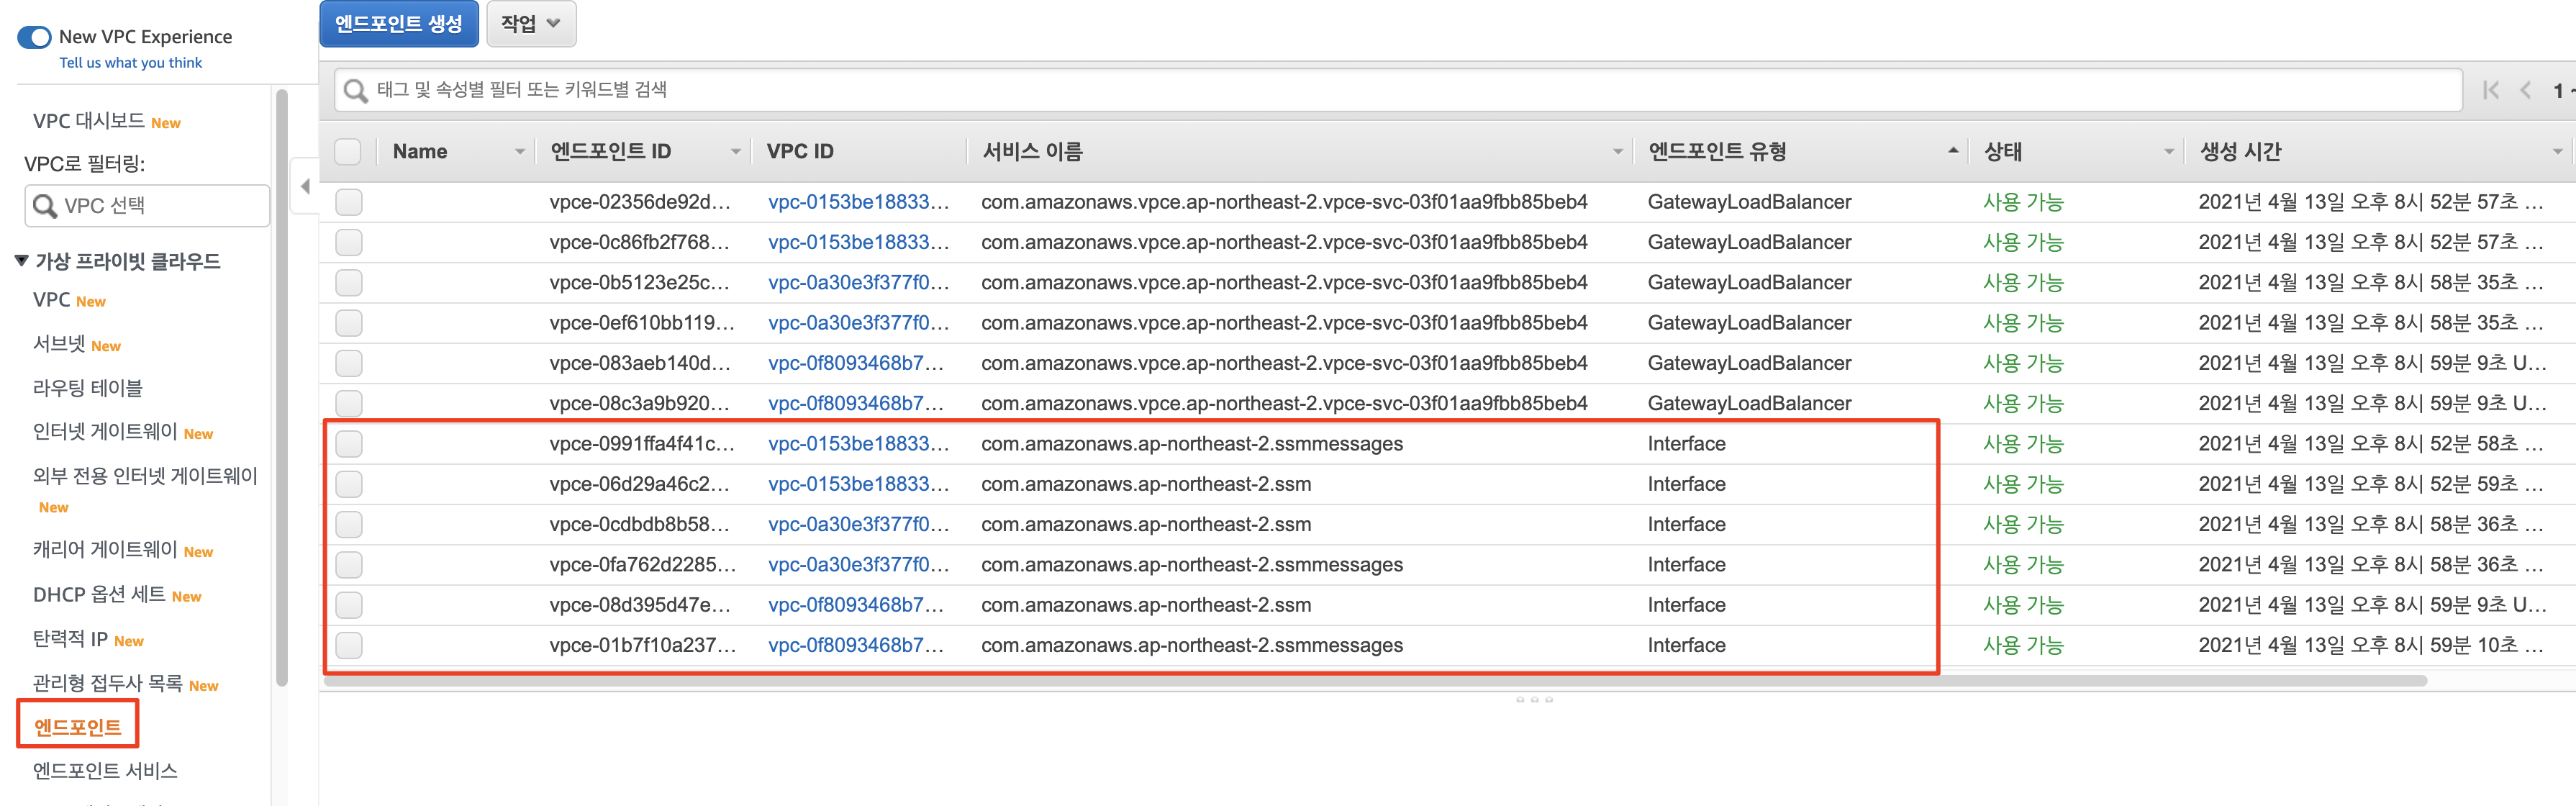 New VPC Experience
Tell us what you think
VPC 대시보드 New
VPC로 필터링:
VPC 선택
가상 프라이빗 클라우드
VPC New
서브넷 New
라우팅 테이블
인터넷 게이트웨이 New
외부 전용 인터넷 게이트웨이
New
캐리어 게이트웨이 New
DHCP 옵션 세트 New
탄력적 IP New
관리형 접두사 목록 New
엔드포인트
엔드포인트 서비스
엔드포인트 생성 작업
태그 및 속성별 필터 또는 키워드별 검색 1 ~
Name 엔드포인트 ID VPC ID 서비스 이름 엔드포인트 유형 상태 생성 시간
vpce-02356de92d... vpc-0153be18833... com.amazonaws.vpce.ap-northeast-2.vpce-svc-03f01aa9fbb85beb4 GatewayLoadBalancer 사용 가능 2021년 4월 13일 오후 8시 52분 57초 ...
vpce-0c86fb2f768... vpc-0153be18833... com.amazonaws.vpce.ap-northeast-2.vpce-svc-03f01aa9fbb85beb4 GatewayLoadBalancer 사용 가능 2021년 4월 13일 오후 8시 52분 57초 ...
vpce-0b5123e25c... vpc-0a30e3f377f0... com.amazonaws.vpce.ap-northeast-2.vpce-svc-03f01aa9fbb85beb4 GatewayLoadBalancer 사용 가능 2021년 4월 13일 오후 8시 58분 35초 ...
vpce-0ef610bb119... vpc-0a30e3f377f0... com.amazonaws.vpce.ap-northeast-2.vpce-svc-03f01aa9fbb85beb4 GatewayLoadBalancer 사용 가능 2021년 4월 13일 오후 8시 58분 35초 ...
vpce-083aeb140d... vpc-0f8093468b7... com.amazonaws.vpce.ap-northeast-2.vpce-svc-03f01aa9fbb85beb4 GatewayLoadBalancer 사용 가능 2021년 4월 13일 오후 8시 59분 9초 U...
vpce-08c3a9b920... vpc-0f8093468b7... com.amazonaws.vpce.ap-northeast-2.vpce-svc-03f01aa9fbb85beb4 GatewayLoadBalancer 사용 가능 2021년 4월 13일 오후 8시 59분 9초 U...
vpce-0991ffa4f41c... vpc-0153be18833... com.amazonaws.ap-northeast-2.ssmmessages Interface 사용 가능 2021년 4월 13일 오후 8시 52분 58초 ...
vpce-06d29a46c2... vpc-0153be18833... com.amazonaws.ap-northeast-2.ssm Interface 사용 가능 2021년 4월 13일 오후 8시 52분 59초 ...
vpce-0cdbdb8b58... vpc-0a30e3f377f0... com.amazonaws.ap-northeast-2.ssm Interface 사용 가능 2021년 4월 13일 오후 8시 58분 36초 ...
vpce-0fa762d2285... vpc-0a30e3f377f0... com.amazonaws.ap-northeast-2.ssmmessages Interface 사용 가능 2021년 4월 13일 오후 8시 58분 36초 ...
vpce-08d395d47e... vpc-0f8093468b7... com.amazonaws.ap-northeast-2.ssm Interface 사용 가능 2021년 4월 13일 오후 8시 59분 9초 U...
vpce-01b7f10a237... vpc-0f8093468b7... com.amazonaws.ap-northeast-2.ssmmessages Interface 사용 가능 2021년 4월 13일 오후 8시 59분 10초 ...